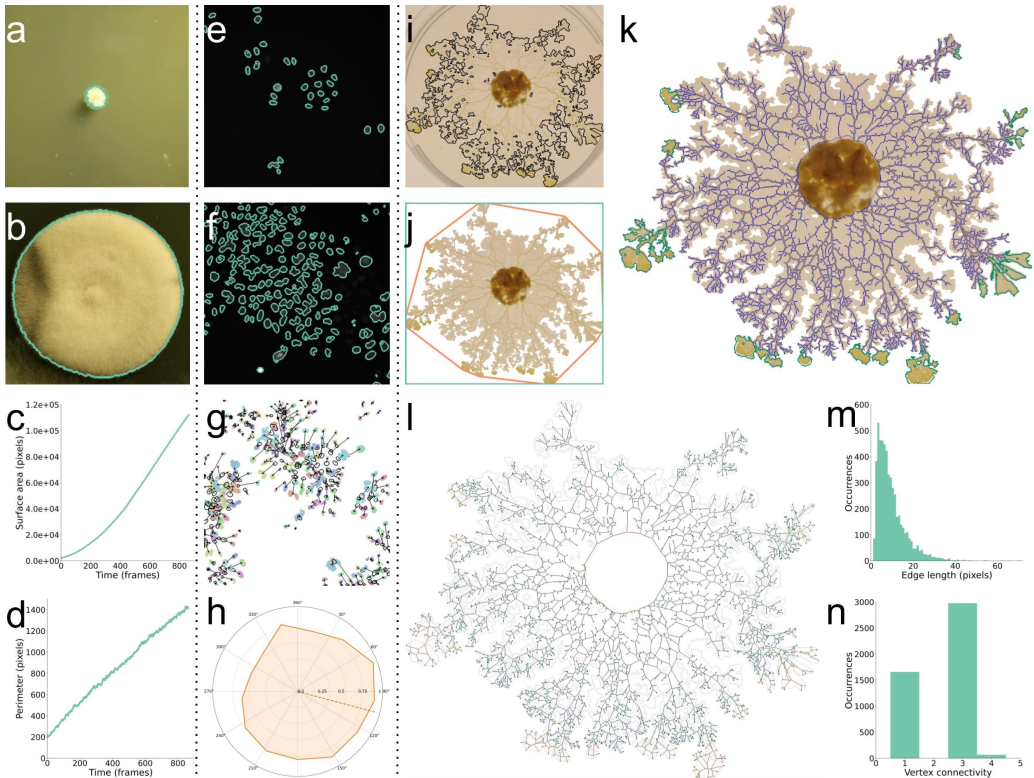 a
e
i
k
b
f
j
c
1.2e+05
1.0e+05
8.0e+04
6.0e+04
4.0e+04
2.0e+04
0.0e+00
Surface area (pixels)
0 200 400 600 800
Time (frames)
g
l
m
600
500
400
300
200
100
0
Occurrences
0 20 40 60
Edge length (pixels)
d
1400
1200
1000
800
600
400
200
0
Perimeter (pixels)
0 200 400 600 800
Time (frames)
h
360°
30°
60°
90°
120°
150°
210°
240°
270°
300°
330°
0.25 0.5 0.75
n
3000
2500
2000
1500
1000
500
0
Occurrences
0 1 2 3 4 5
Vertex connectivity